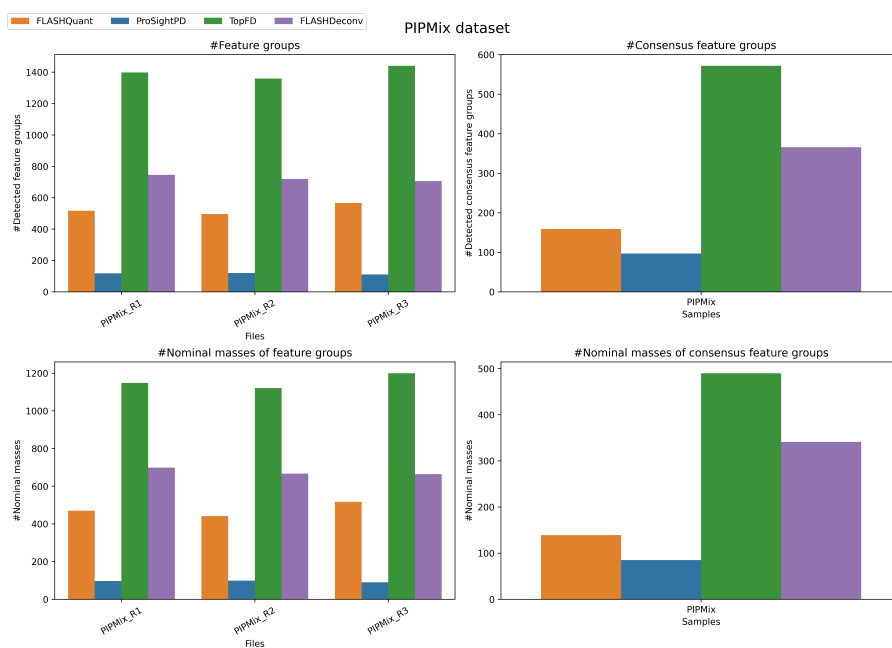 FLASHQuant ProSightPD TopFD FLASHDeconv
PIPMix dataset
#Feature groups
#Detected feature groups
1400
1200
1000
800
600
400
200
0
PIPMix_R1 PIPMix_R2 PIPMix_R3
Files
#Consensus feature groups
#Detected consensus feature groups
600
500
400
300
200
100
0
PIPMix
Samples
#Nominal masses of feature groups
#Nominal masses
1200
1000
800
600
400
200
0
PIPMix_R1 PIPMix_R2 PIPMix_R3
Files
#Nominal masses of consensus feature groups
#Nominal masses
500
400
300
200
100
0
PIPMix
Samples